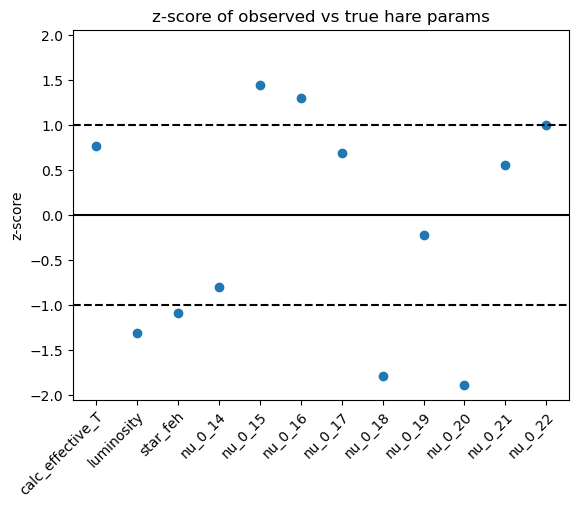 z-score of observed vs true hare params
2.0
1.5
1.0
0.5
0.0
−0.5
−1.0
−1.5
−2.0
z-score
calc_effective_T
luminosity
star_feh
nu_0_14
nu_0_15
nu_0_16
nu_0_17
nu_0_18
nu_0_19
nu_0_20
nu_0_21
nu_0_22